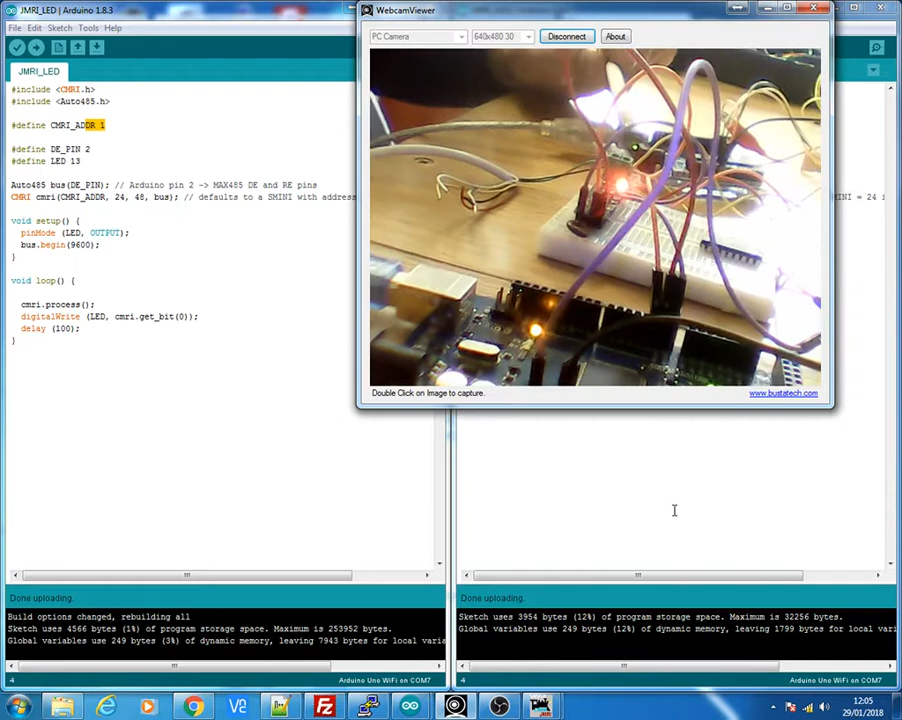 JMRI_LED | Arduino 1.8.3
File Edit Sketch Tools Help
JMRI_LED
#include <CMRI.h>
#include <Auto485.h>
#define CMRI_ADDR 1
#define DE_PIN 2
#define LED 13
Auto485 bus(DE_PIN); // Arduino pin 2 -> MAX485 DE and RE pins
CMRI cmri(CMRI_ADDR, 24, 48, bus); // defaults to a SMINI with address
void setup() {
pinMode (LED, OUTPUT);
bus.begin(9600);
}
void loop() {
cmri.process();
digitalWrite (LED, cmri.get_bit(0));
delay (100);
}
Done uploading.
Build options changed, rebuilding all
Sketch uses 4566 bytes (1%) of program storage space. Maximum is 253952 bytes.
Global variables use 249 bytes (3%) of dynamic memory, leaving 7943 bytes for local varia
4
Arduino Uno WiFi on COM7
WebcamViewer
PC Camera
640x480 30
Disconnect
About
Double Click on Image to capture.
www.bustatech.com
MINI = 24 i
Done uploading.
Sketch uses 3954 bytes (12%) of program storage space. Maximum is 32256 bytes.
Global variables use 249 bytes (12%) of dynamic memory, leaving 1799 bytes for local var
4
Arduino Uno WiFi on COM7
12:05
29/01/2018